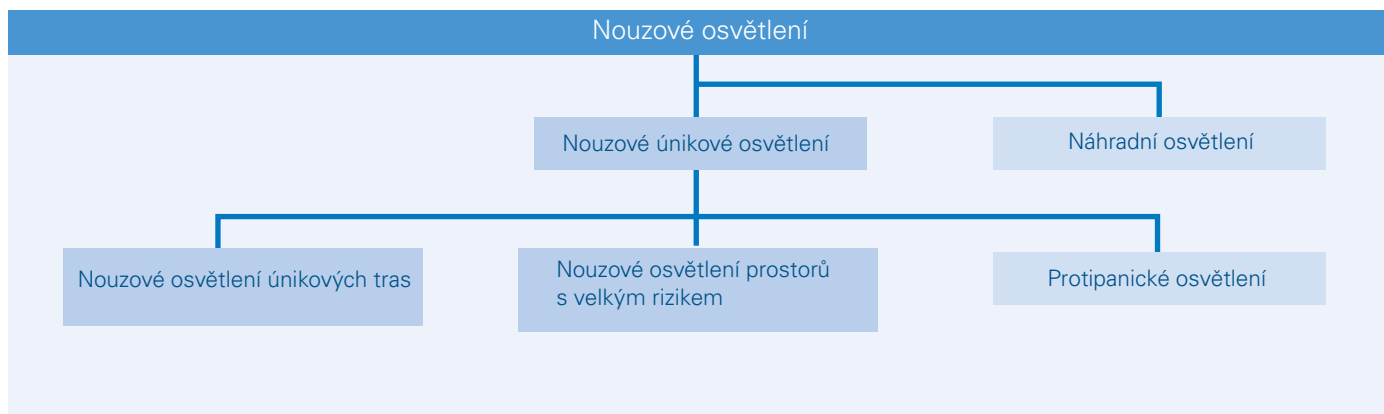 Nouzové osvětlení
Nouzové únikové osvětlení
Náhradní osvětlení
Nouzové osvětlení únikových tras
Nouzové osvětlení prostorů
s velkým rizikem
Protipanické osvětlení